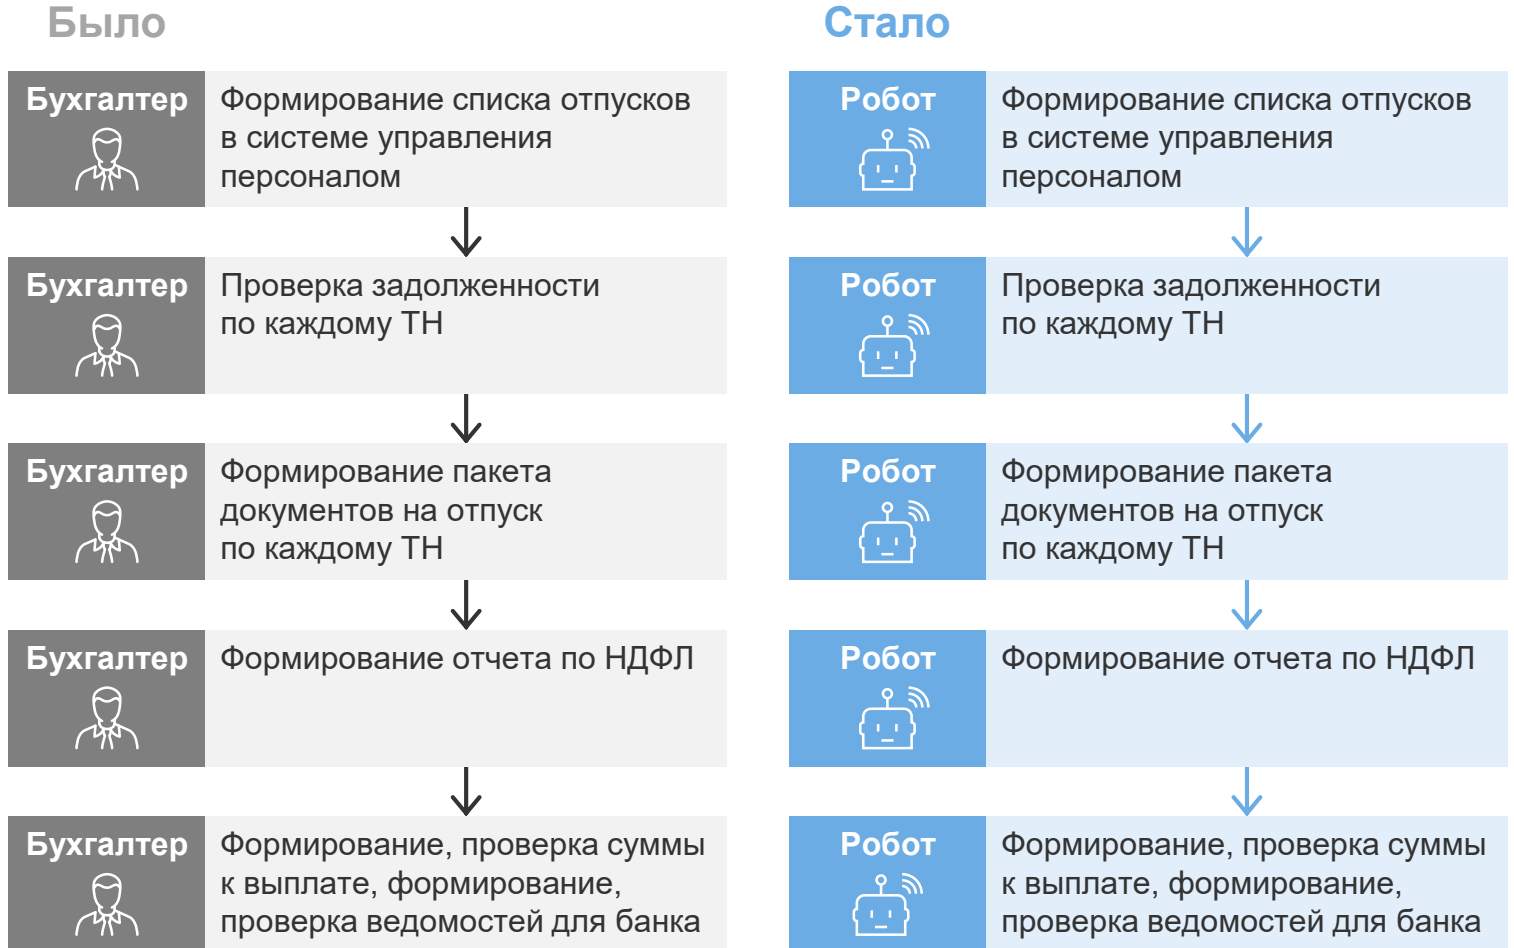 Было
Бухгалтер
Формирование списка отпусков
в системе управления
персоналом
Бухгалтер
Проверка задолженности
по каждому ТН
Бухгалтер
Формирование пакета
документов на отпуск
по каждому ТН
Бухгалтер
Формирование отчета по НДФЛ
Бухгалтер
Формирование, проверка суммы
к выплате, формирование,
проверка ведомостей для банка
Стало
Робот
Формирование списка отпусков
в системе управления
персоналом
Робот
Проверка задолженности
по каждому ТН
Робот
Формирование пакета
документов на отпуск
по каждому ТН
Робот
Формирование отчета по НДФЛ
Робот
Формирование, проверка суммы
к выплате, формирование,
проверка ведомостей для банка